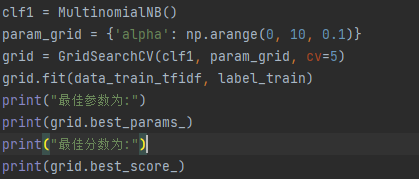 clf1 = MultinomialNB()
param_grid = {'alpha': np.arange(0, 10, 0.1)}
grid = GridSearchCV(clf1, param_grid, cv=5)
grid.fit(data_train_tfidf, label_train)
print("最佳参数为:")
print(grid.best_params_)
print("最佳分数为:")
print(grid.best_score_)